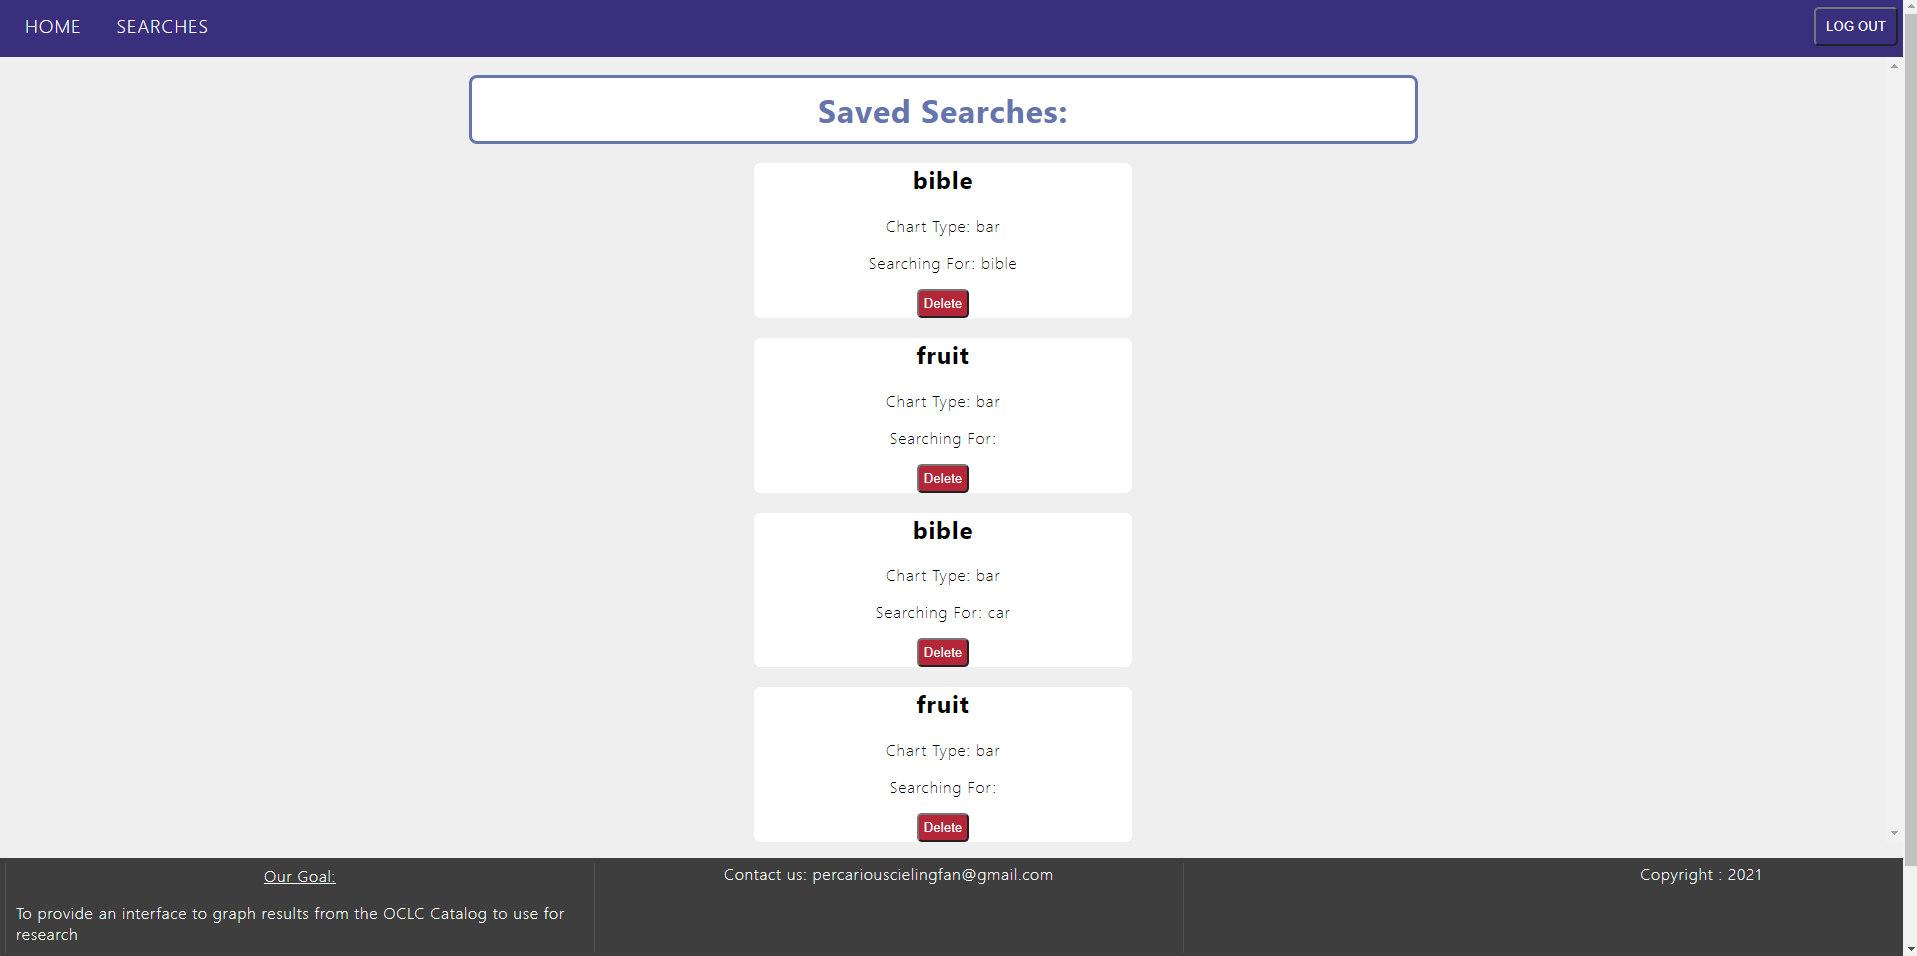 HOME SEARCHES LOG OUT
Saved Searches:
bible
Chart Type: bar
Searching For: bible
Delete
fruit
Chart Type: bar
Searching For:
Delete
bible
Chart Type: bar
Searching For: car
Delete
fruit
Chart Type: bar
Searching For:
Delete
Our Goal:
To provide an interface to graph results from the OCLC Catalog to use for
research
Contact us: percariouscielingfan@gmail.com
Copyright : 2021